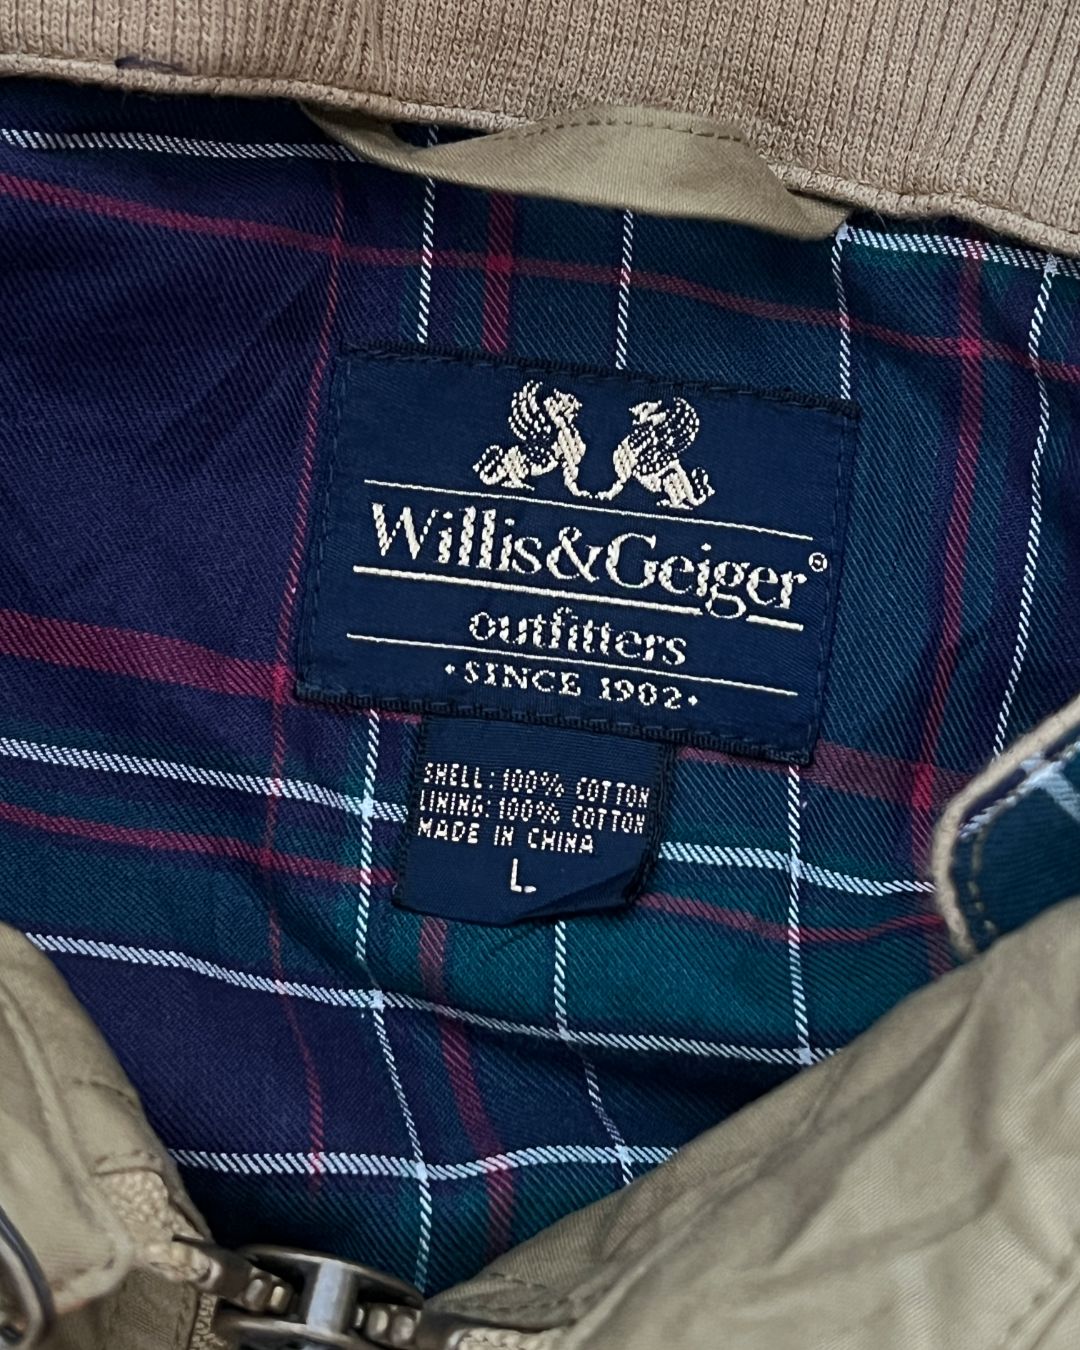 Willis&Geiger®
outfitters
•SINCE 1902•
SHELL: 100% COTTON
LINING: 100% COTTON
MADE IN CHINA
L